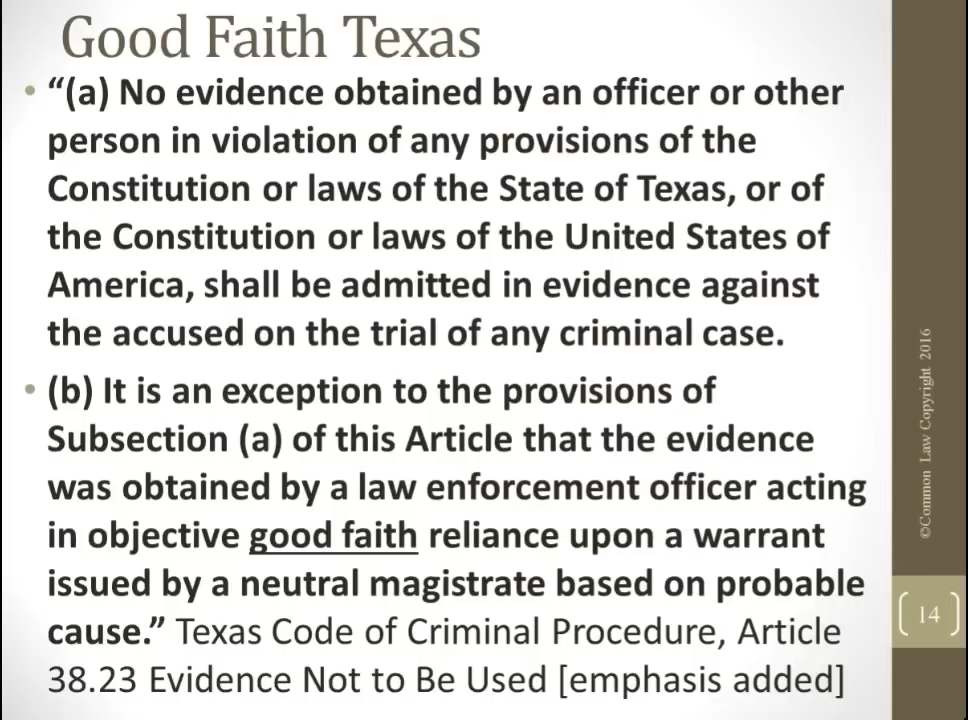 Good Faith Texas
• “(a) No evidence obtained by an officer or other
person in violation of any provisions of the
Constitution or laws of the State of Texas, or of
the Constitution or laws of the United States of
America, shall be admitted in evidence against
the accused on the trial of any criminal case.
• (b) It is an exception to the provisions of
Subsection (a) of this Article that the evidence
was obtained by a law enforcement officer acting
in objective good faith reliance upon a warrant
issued by a neutral magistrate based on probable
cause.” Texas Code of Criminal Procedure, Article
38.23 Evidence Not to Be Used [emphasis added]
©Common Law Copyright 2016
14